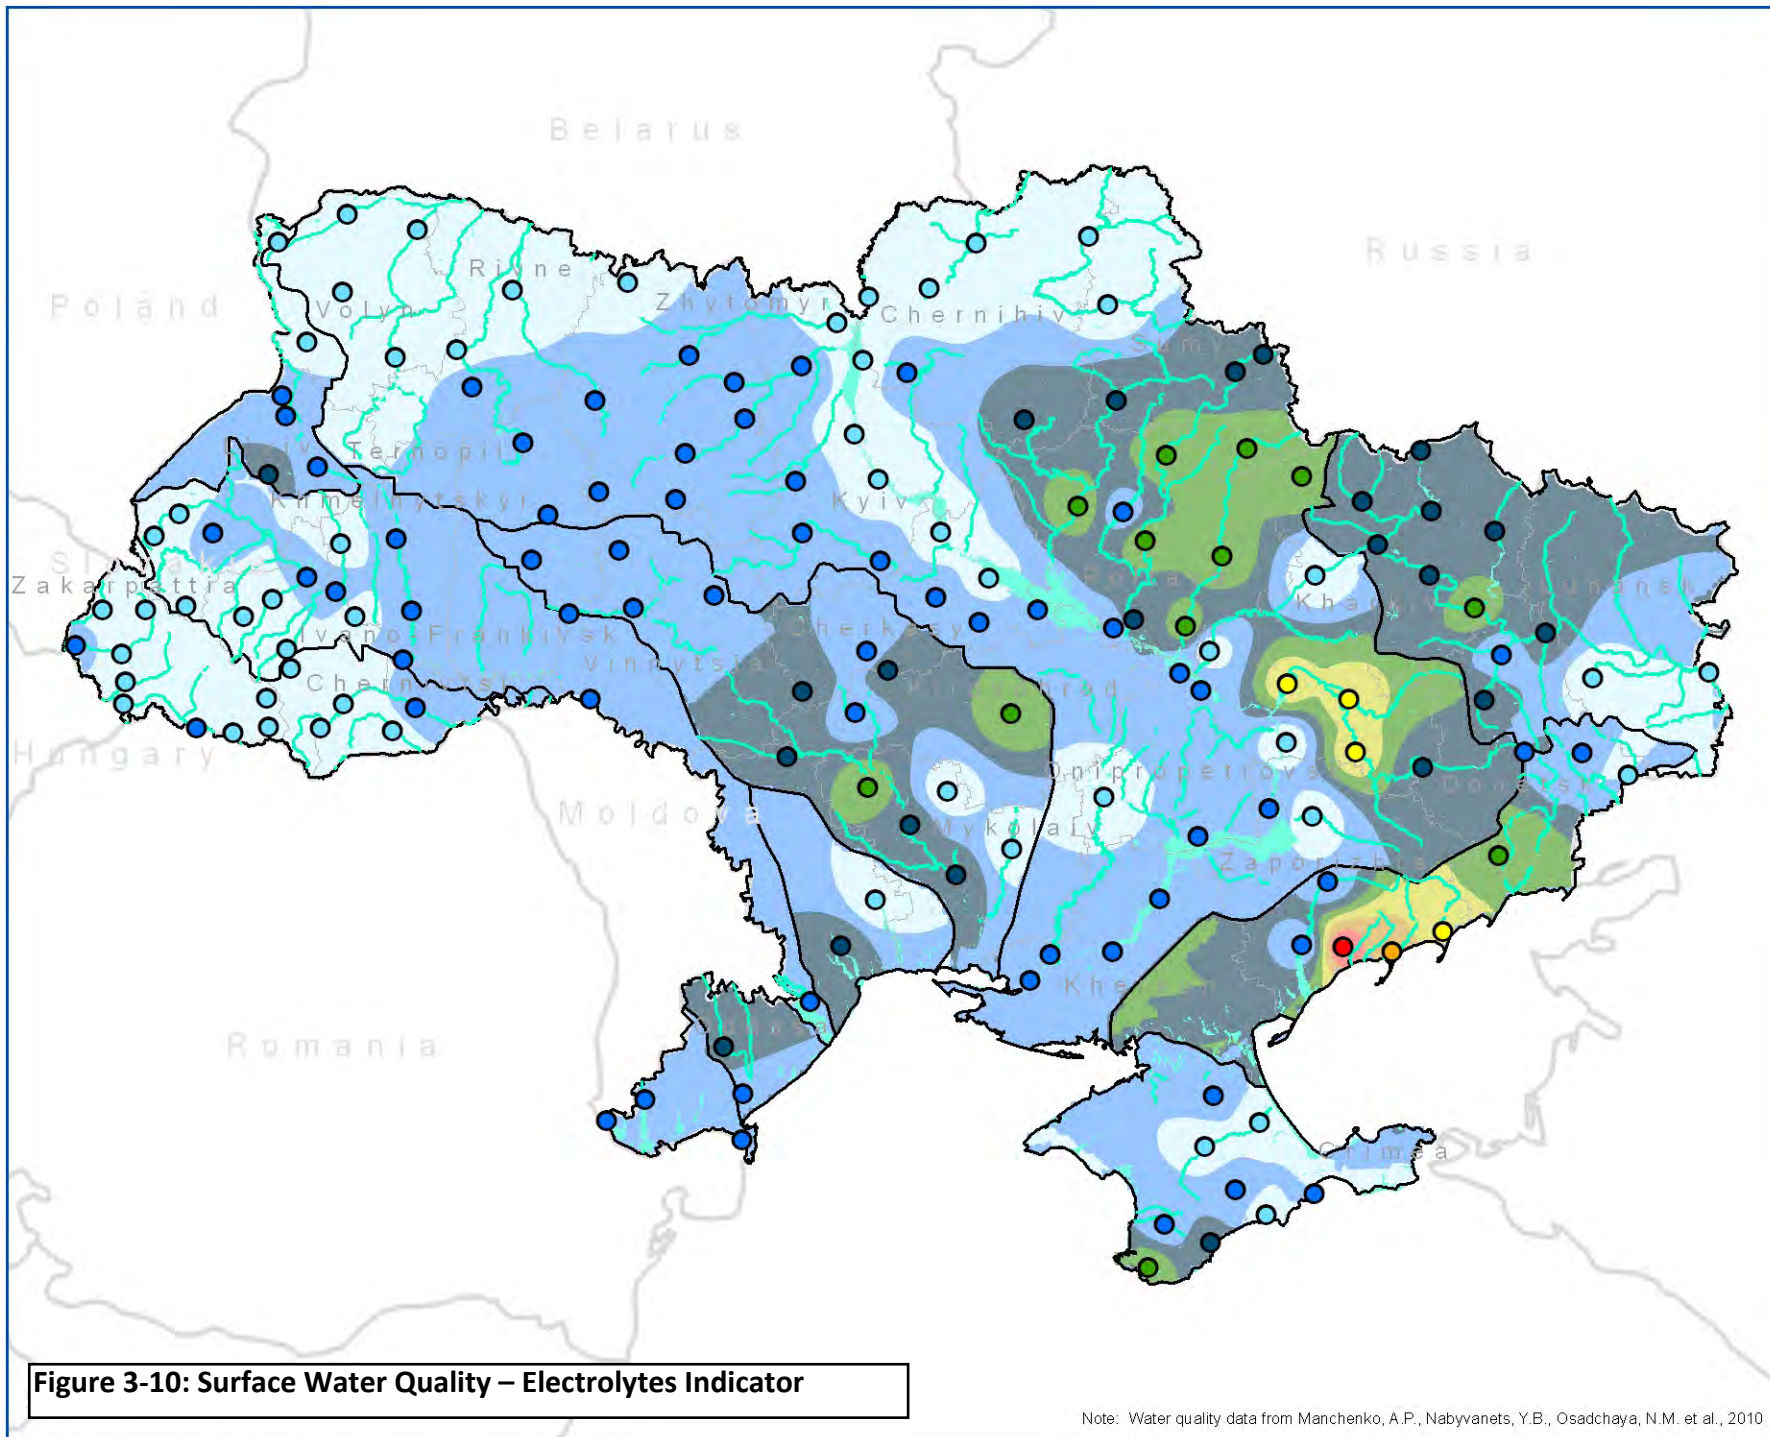 Belarus
Russia
Rivne
Poland
Volyn
Zhytomyr
Chernihiv
Sumy
Ternopil
Khmelnytskyi
Kyiv
Zakarpattia
Ivano-Frankivsk
Cherkasy
Vinnytsia
Chernivtsi
Hungary
Dnipropetrovs
Moldova
Mykolaiv
Zaporizhia
Romania
Crimea
Figure 3-10: Surface Water Quality – Electrolytes Indicator
Note: Water quality data from Manchenko, A.P., Nabyvanets, Y.B., Osadchaya, N.M. et al., 2010